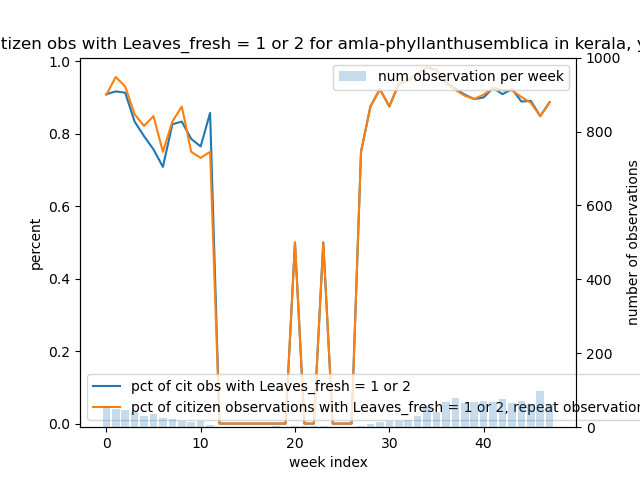 tizen obs with Leaves_fresh = 1 or 2 for amla-phyllanthusemblica in kerala, y
num observation per week
1.0
0.8
0.6
0.4
0.2
0.0
percent
1000
800
600
400
200
0
number of observations
pct of cit obs with Leaves_fresh = 1 or 2
pct of citizen observations with Leaves_fresh = 1 or 2, repeat observation
0 10 20 30 40
week index